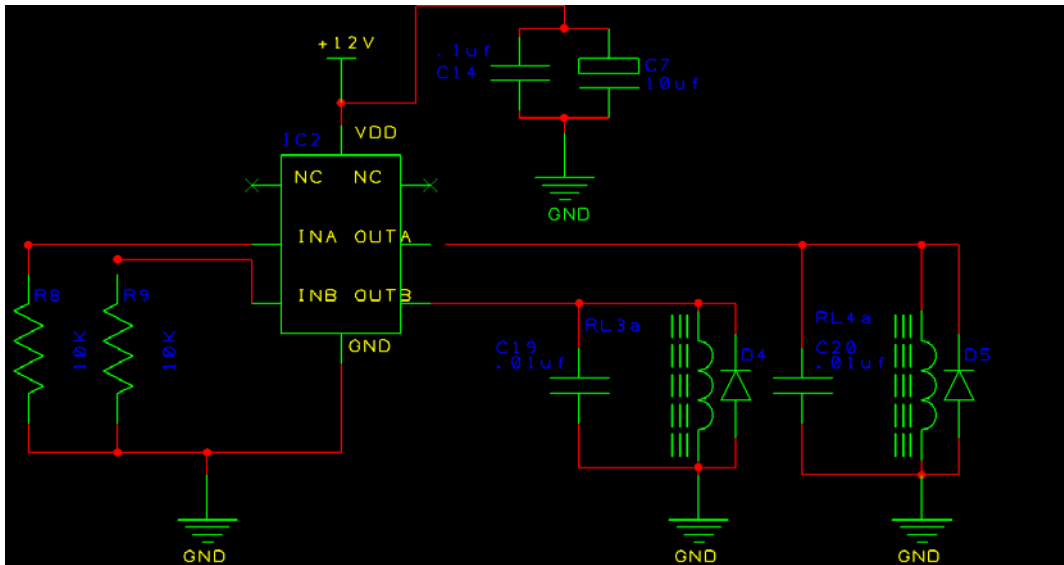 +12V
.1uf
C14
C7
10uf
IC2
VDD
NC
NC
GND
INA
OUTA
INB
OUTB
R8
10K
R9
10K
GND
RL3a
C19
.01uf
D4
RL4a
C20
.01uf
D5
GND
GND
GND